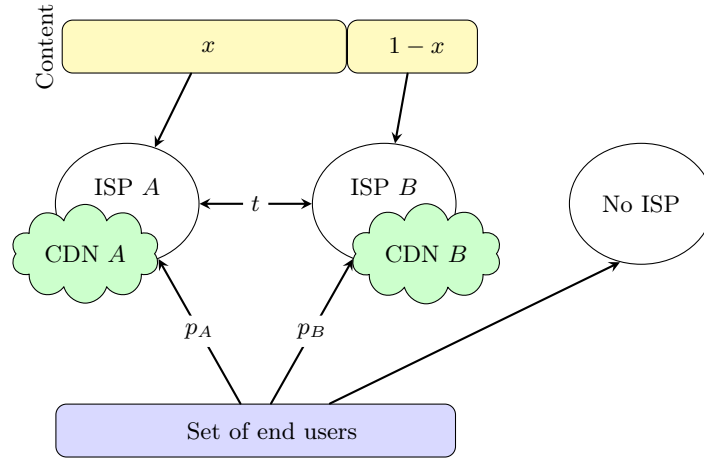 Content
x
1 − x
ISP A
ISP B
No ISP
t
CDN A
CDN B
p_A
p_B
Set of end users